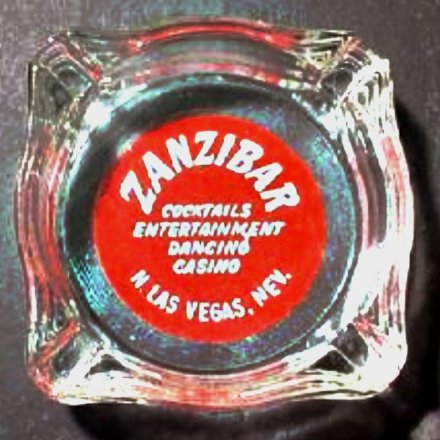 ZANZIBAR
COCKTAILS
ENTERTAINMENT
DANCING
CASINO
N. LAS VEGAS, NEV.